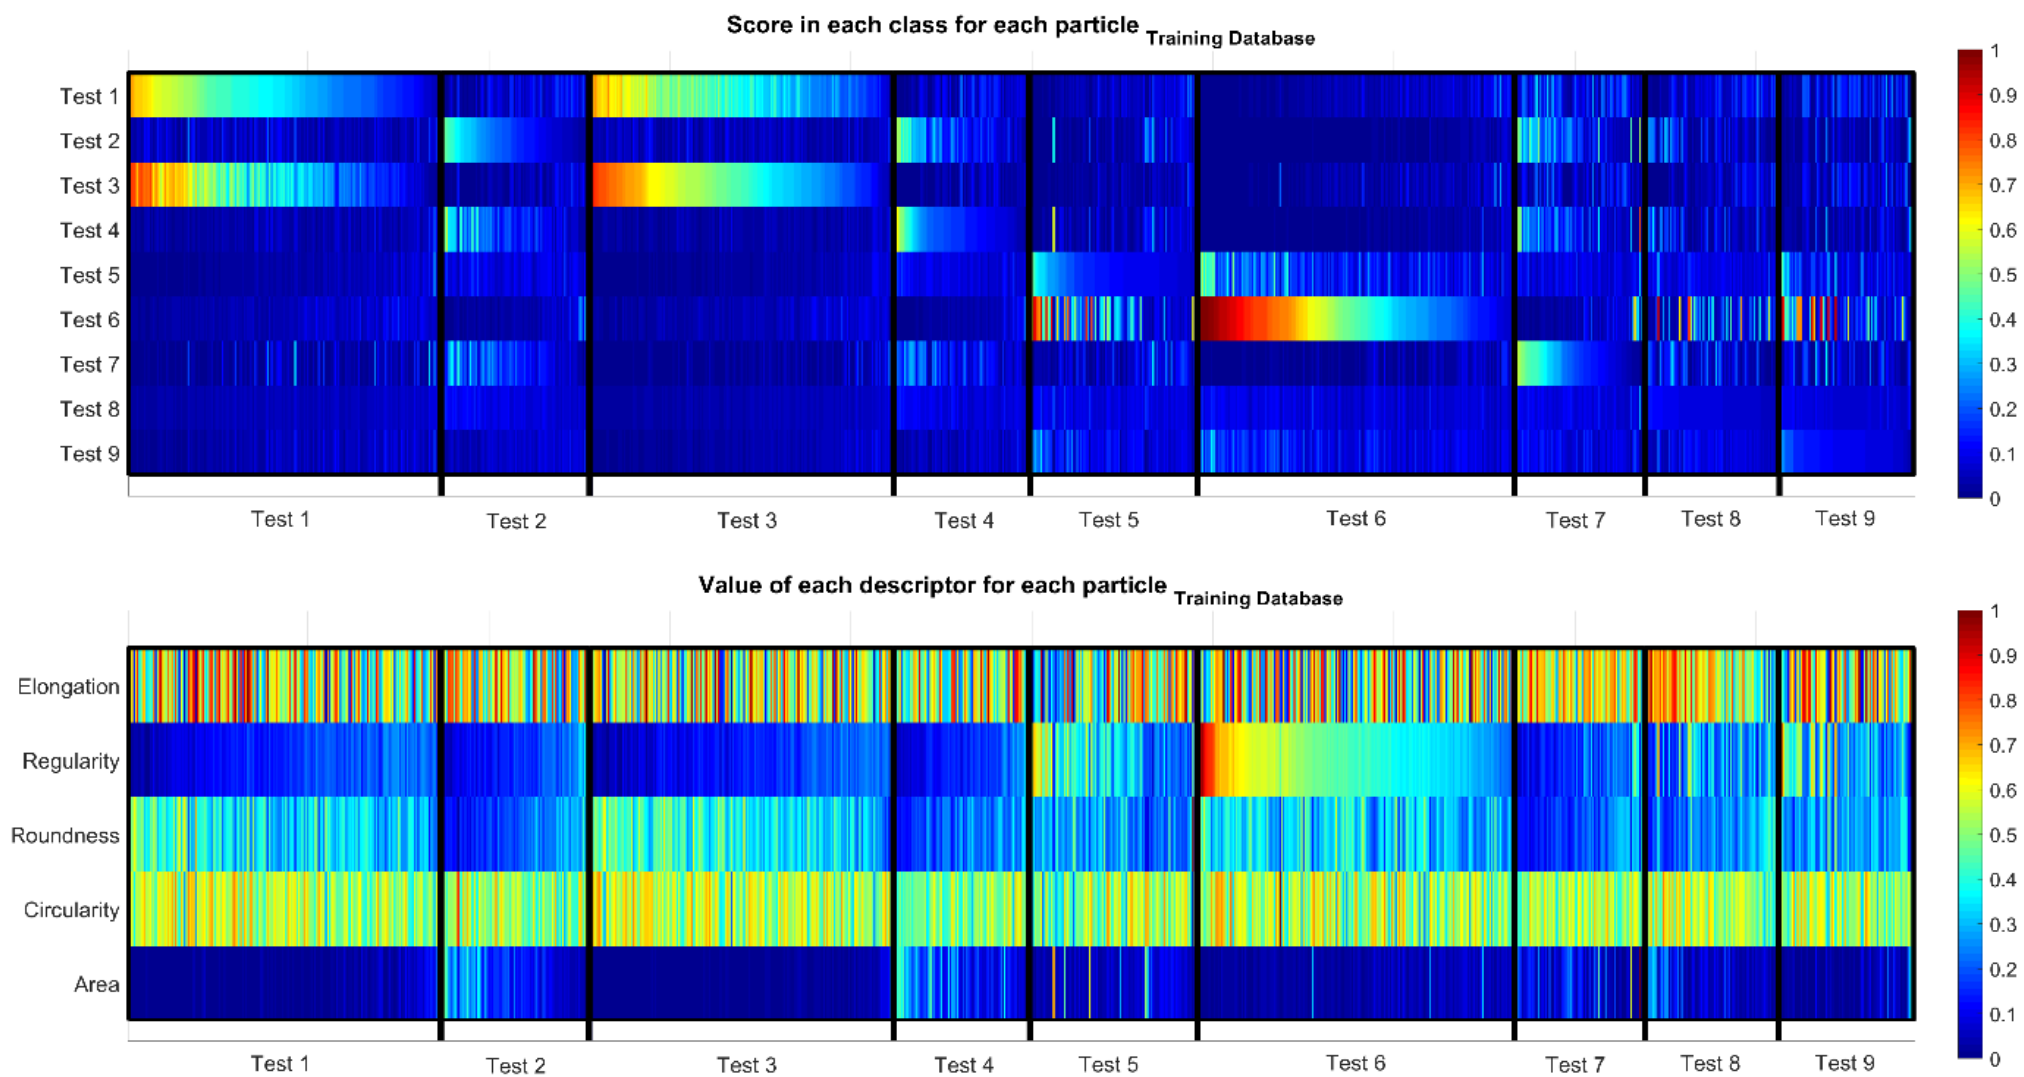 Score in each class for each particle Training Database
Test 1
Test 2
Test 3
Test 4
Test 5
Test 6
Test 7
Test 8
Test 9
1
0.9
0.8
0.7
0.6
0.5
0.4
0.3
0.2
0.1
0
Test 1 Test 2 Test 3 Test 4 Test 5 Test 6 Test 7 Test 8 Test 9
Value of each descriptor for each particle Training Database
Elongation
Regularity
Roundness
Circularity
Area
1
0.9
0.8
0.7
0.6
0.5
0.4
0.3
0.2
0.1
0
Test 1 Test 2 Test 3 Test 4 Test 5 Test 6 Test 7 Test 8 Test 9